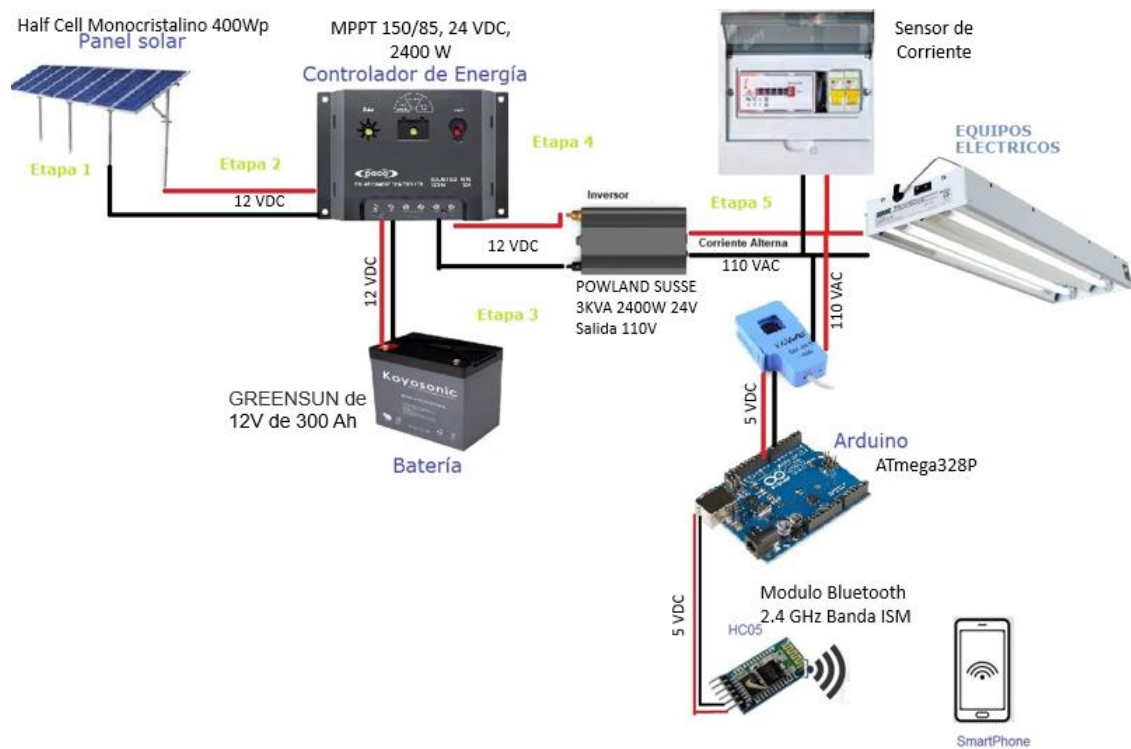 Half Cell Monocristalino 400Wp
Panel solar
MPPT 150/85, 24 VDC,
2400 W
Controlador de Energía
Sensor de
Corriente
EQUIPOS
ELECTRICOS
Etapa 1
Etapa 2
12 VDC
Etapa 4
Inversor
Etapa 5
12 VDC
Corriente Alterna
110 VAC
12 VDC
Etapa 3
POWLAND SUSSE
3KVA 2400W 24V
Salida 110V
110 VAC
GREENSUN de
12V de 300 Ah
Koyosonic
Batería
5 VDC
Arduino
ATmega328P
5 VDC
Modulo Bluetooth
2.4 GHz Banda ISM
HC05
SmartPhone